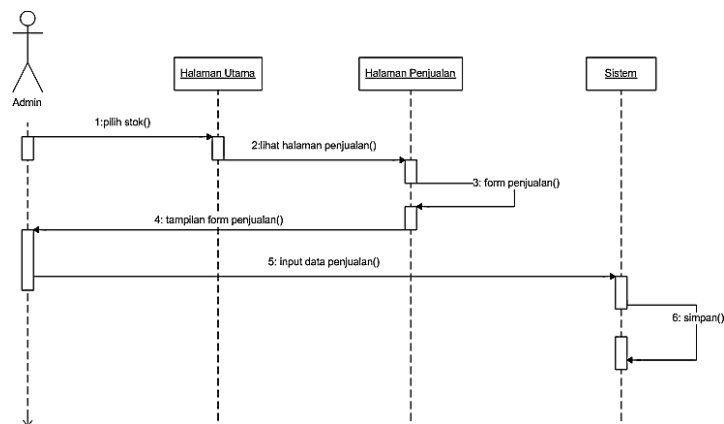 Halaman Utama
Halaman Penjualan
Sistem
Admin
1:pilih stok()
2:lihat halaman penjualan()
3: form penjualan()
4: tampilan form penjualan()
5: input data penjualan()
6: simpan()